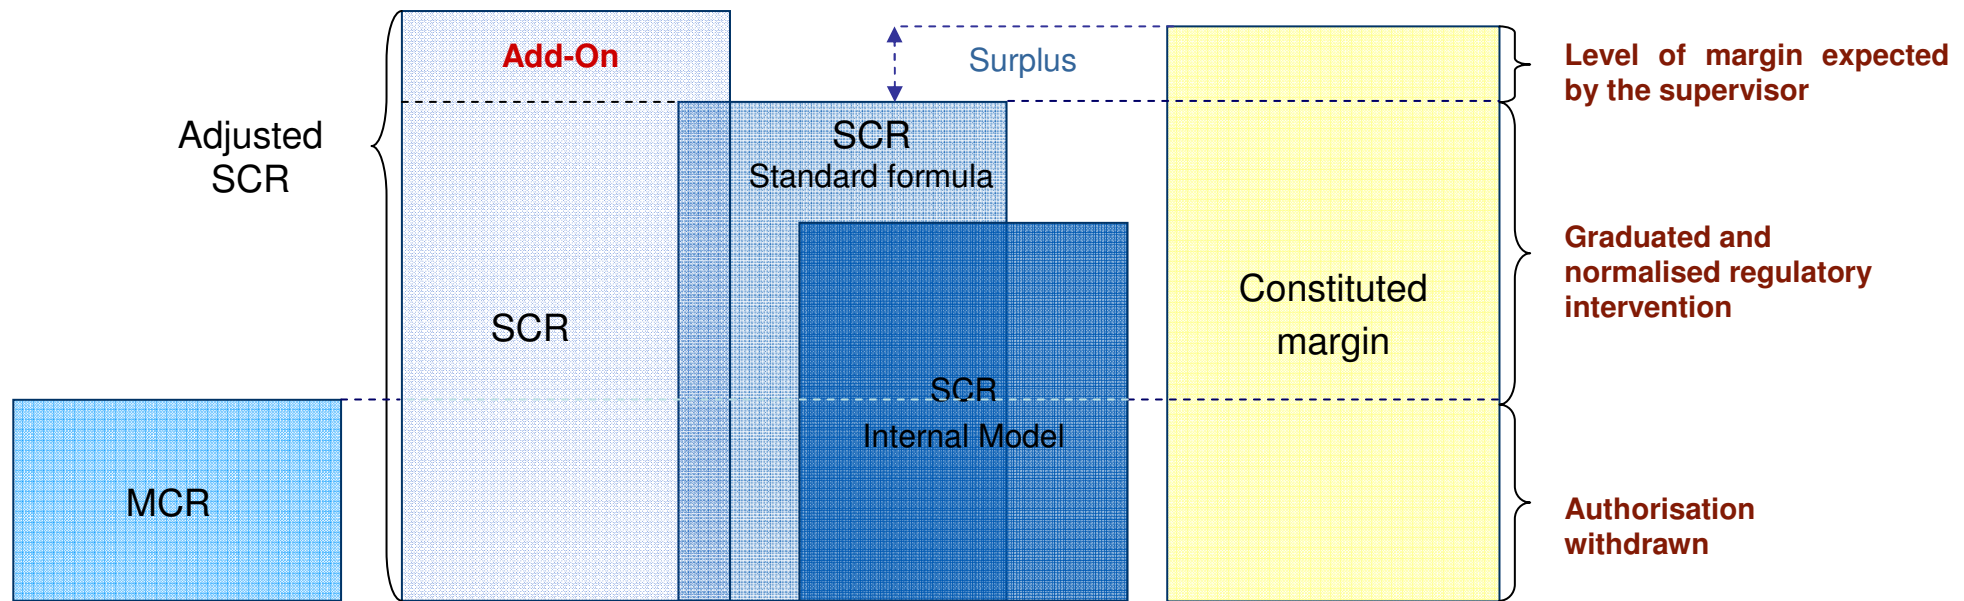 Add-On
Surplus
Level of margin expected
by the supervisor
Adjusted
SCR
SCR
Standard formula
Graduated and
normalised regulatory
intervention
Constituted
margin
SCR
SCR
Internal Model
MCR
Authorisation
withdrawn